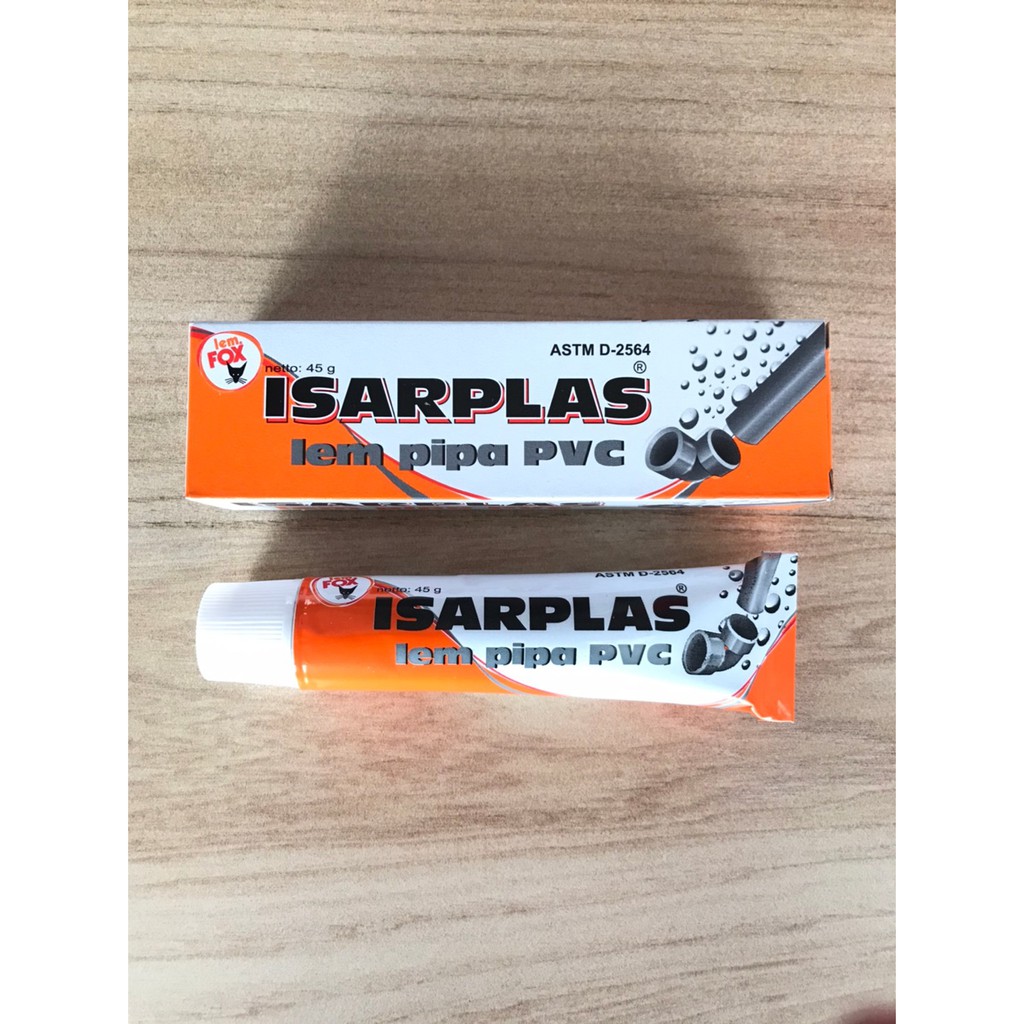 lem.
FOX
netto: 45 g
ASTM D-2564
ISARPLAS®
lem pipa PVC
FOX
netto: 45 g
ASTM D-2564
ISARPLAS®
lem pipa PVC